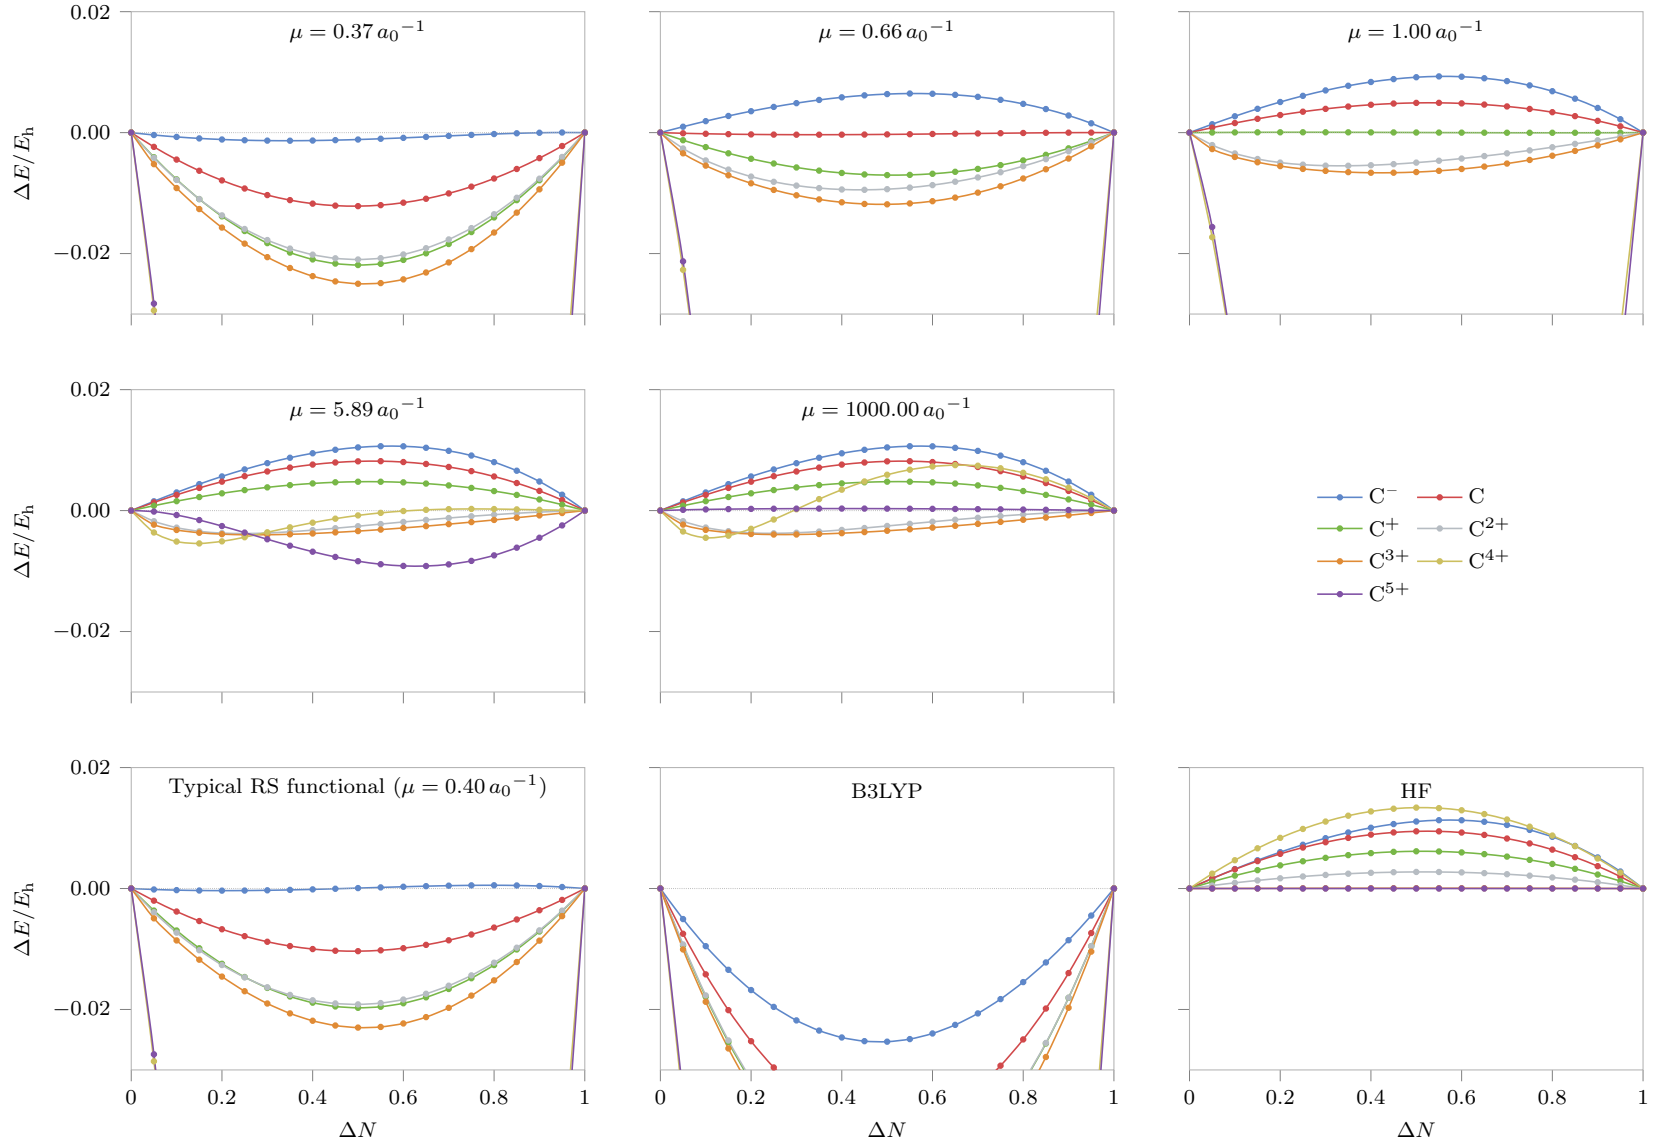 μ = 0.37 a₀⁻¹
μ = 0.66 a₀⁻¹
μ = 1.00 a₀⁻¹
0.02
0.00
−0.02
ΔE/Eₕ
μ = 5.89 a₀⁻¹
μ = 1000.00 a₀⁻¹
0.02
0.00
−0.02
ΔE/Eₕ
C⁻ C
C⁺ C²⁺
C³⁺ C⁴⁺
C⁵⁺
Typical RS functional (μ = 0.40 a₀⁻¹)
B3LYP
HF
0.02
0.00
−0.02
ΔE/Eₕ
0 0.2 0.4 0.6 0.8 1
0 0.2 0.4 0.6 0.8 1
0 0.2 0.4 0.6 0.8 1
ΔN
ΔN
ΔN